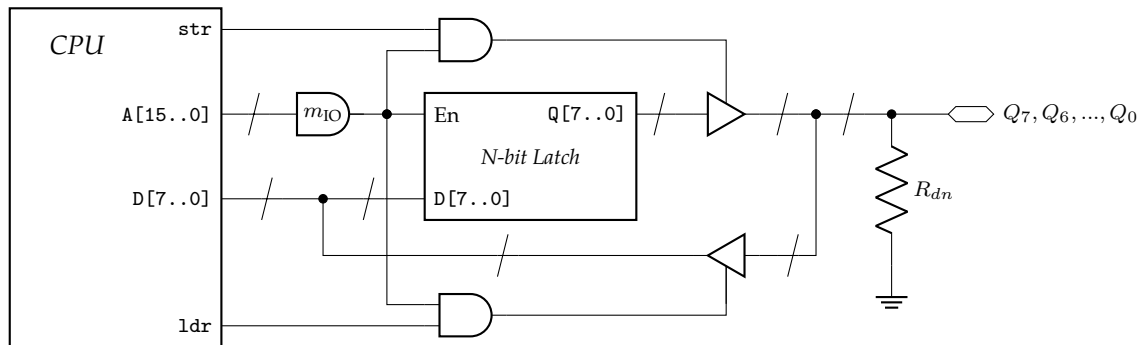 str
CPU
A[15..0]
m_IO
En
Q[7..0]
Q_7, Q_6, ..., Q_0
N-bit Latch
R_dn
D[7..0]
D[7..0]
ldr